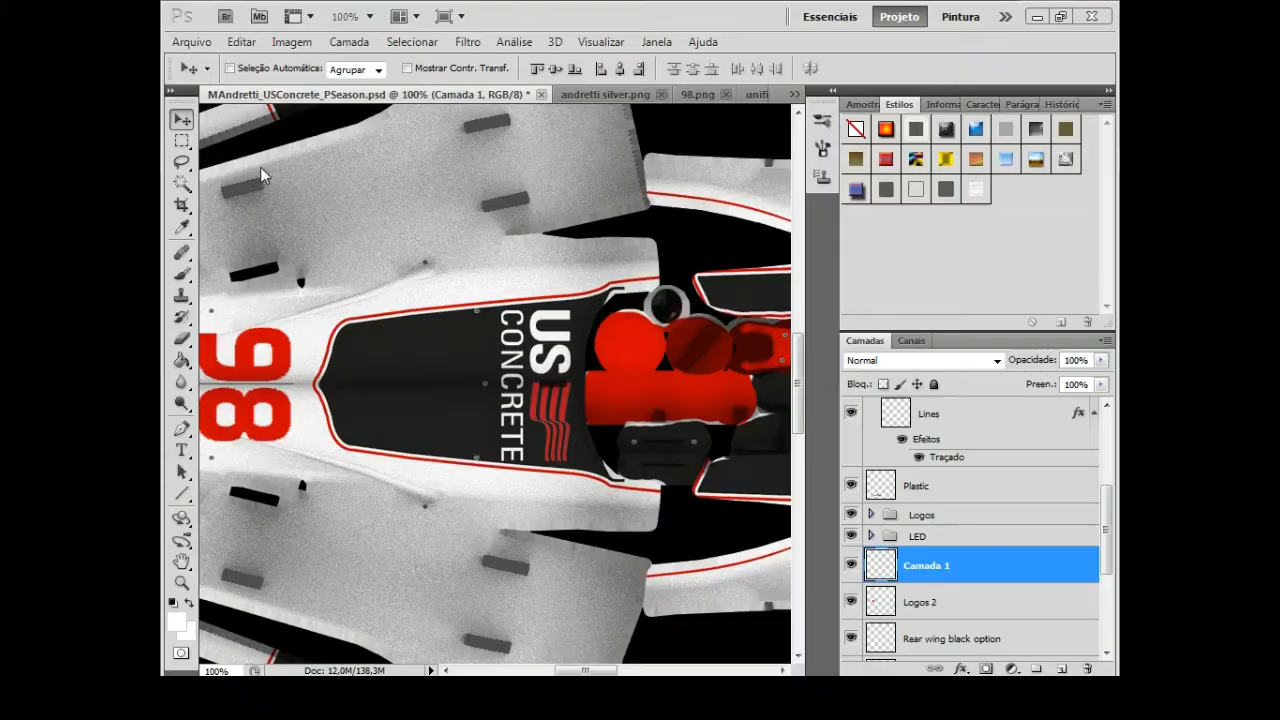 Ps Br Mb 100% Essenciais Projeto Pintura
Arquivo Editar Imagem Camada Selecionar Filtro Análise 3D Visualizar Janela Ajuda
Seleção Automática: Agrupar Mostrar Contr. Transf.
MAndretti_USConcrete_PSeason.psd @ 100% (Camada 1, RGB/8) * andretti silver.png 98.png unifi
Amostr Estilos Informa Caracte Parágra Históric
98
US
CONCRETE
Camadas Canais
Normal Opacidade: 100%
Bloq.: Preen.: 100%
Lines fx
Efeitos
Traçado
Plastic
Logos
LED
Camada 1
Logos 2
Rear wing black option
100% Doc: 12,0M/138,3M